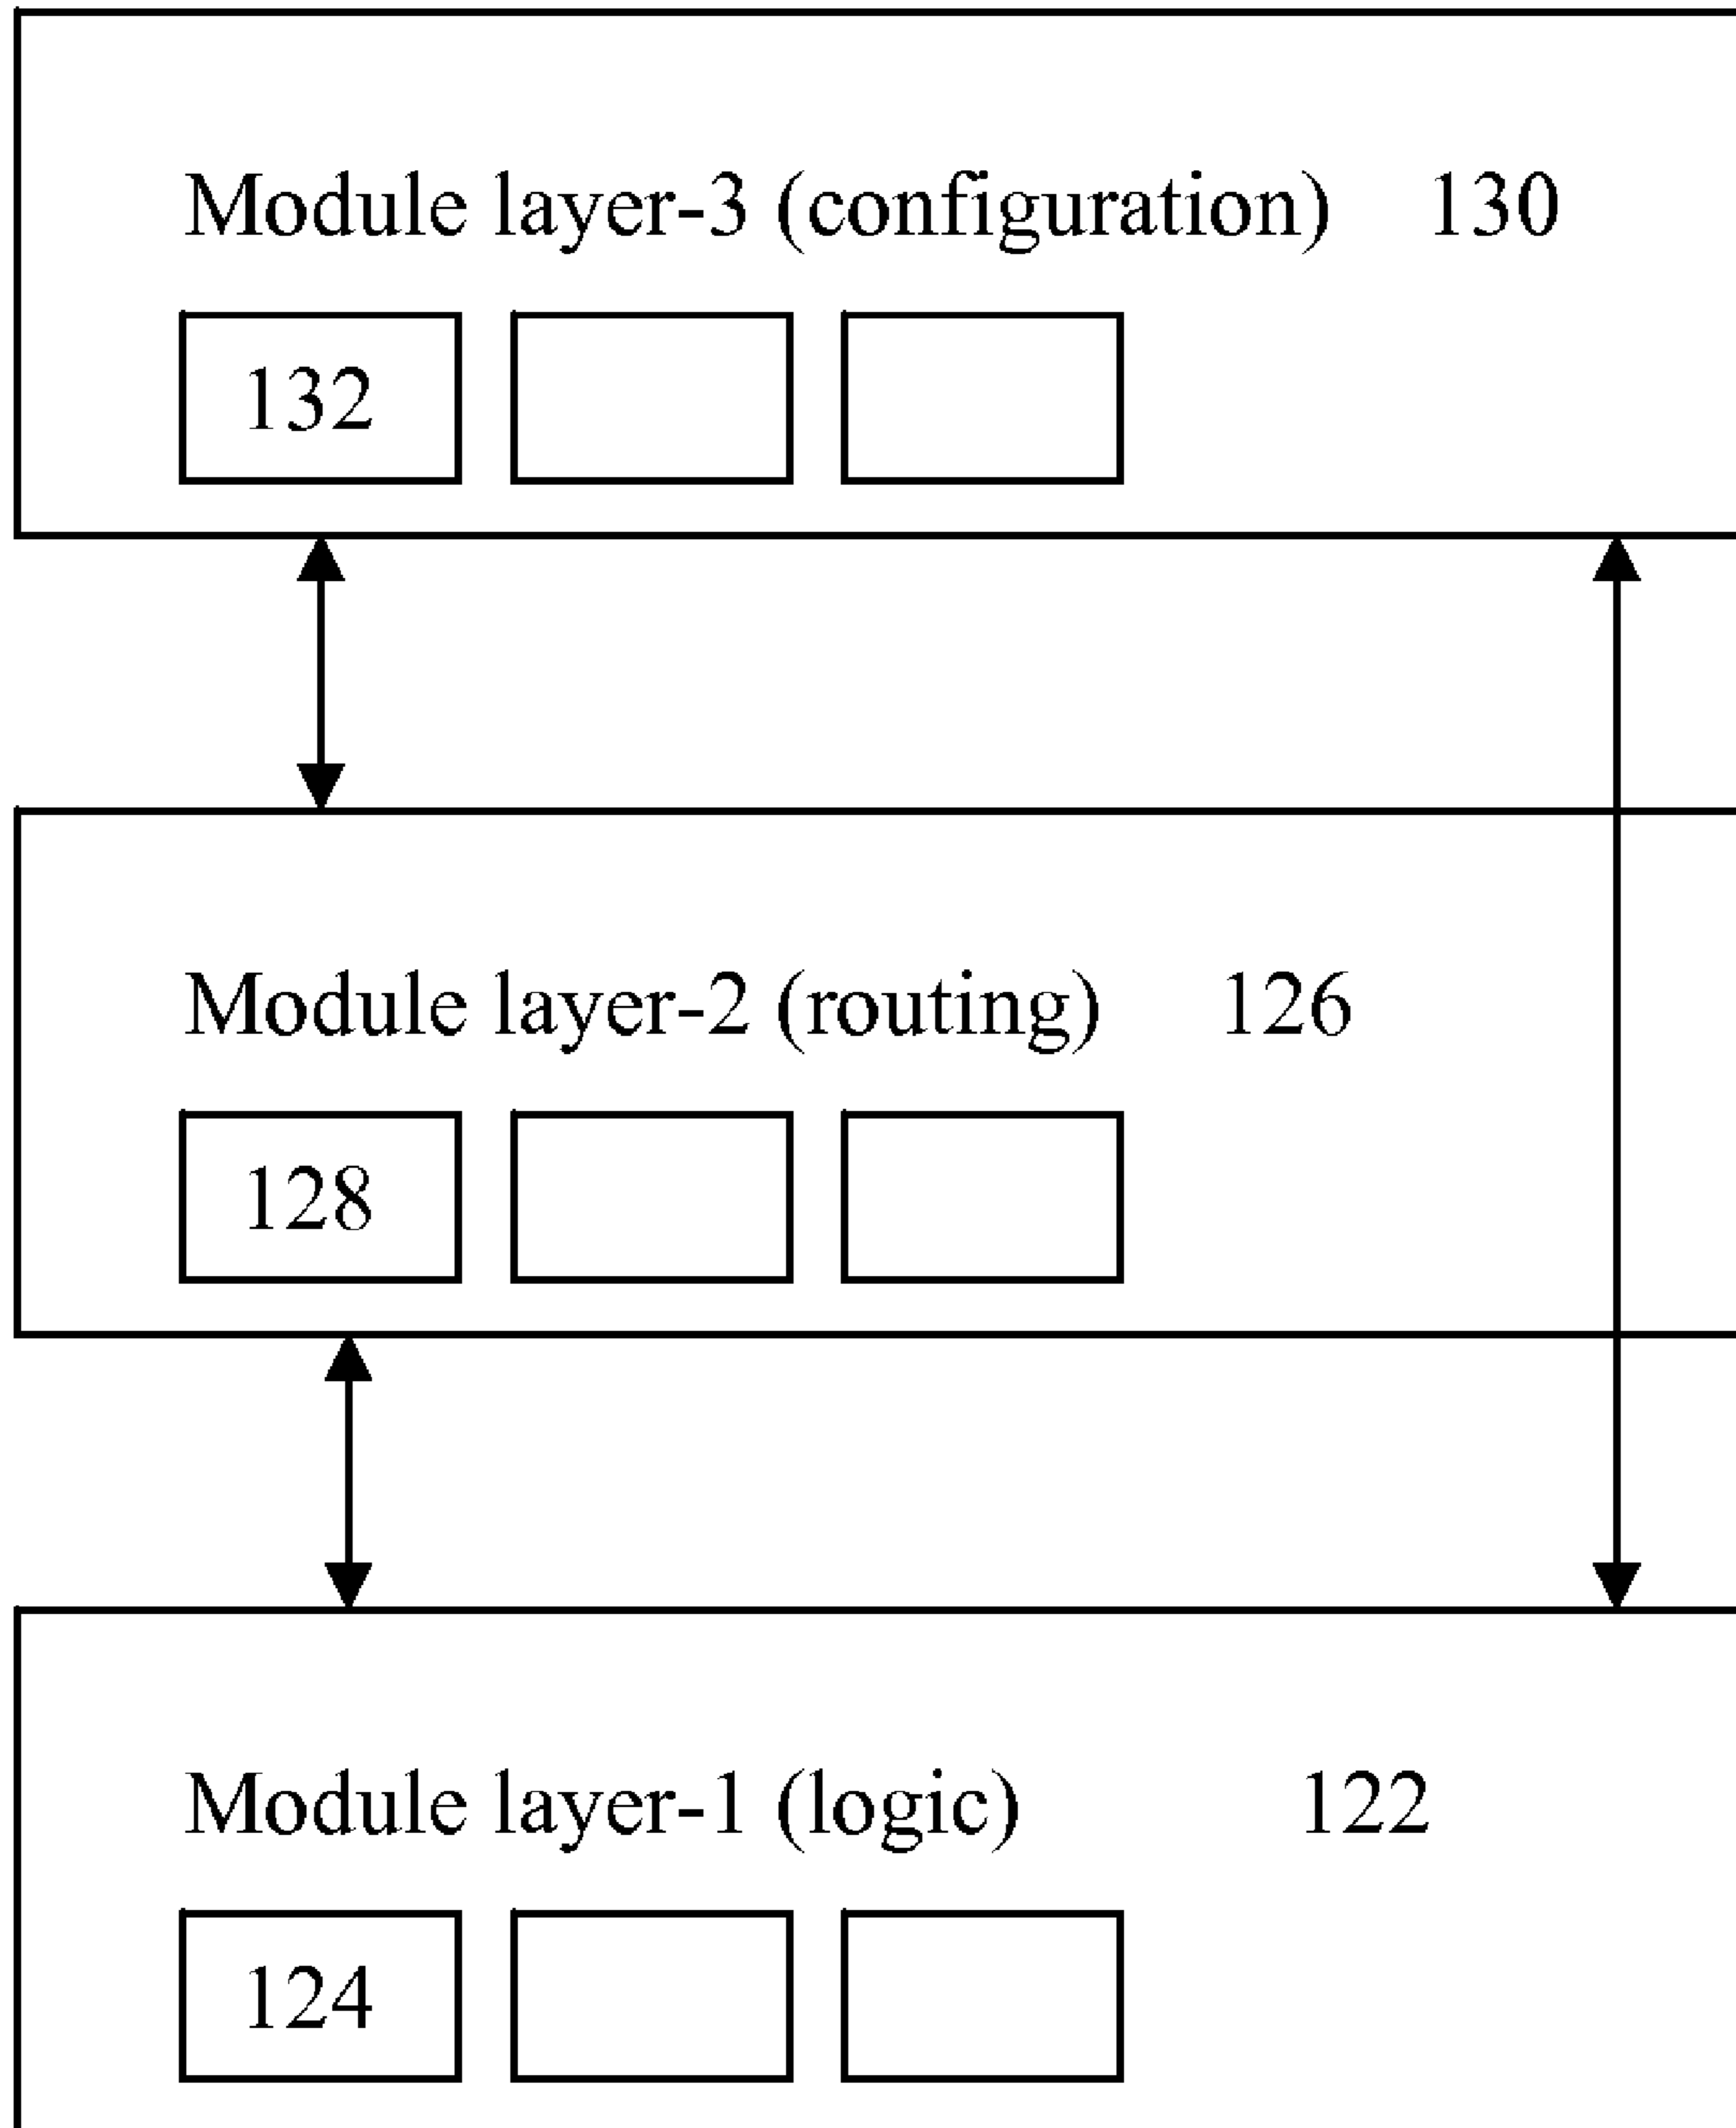 Module layer-3 (configuration) 130
132
Module layer-2 (routing) 126
128
Module layer-1 (logic) 122
124